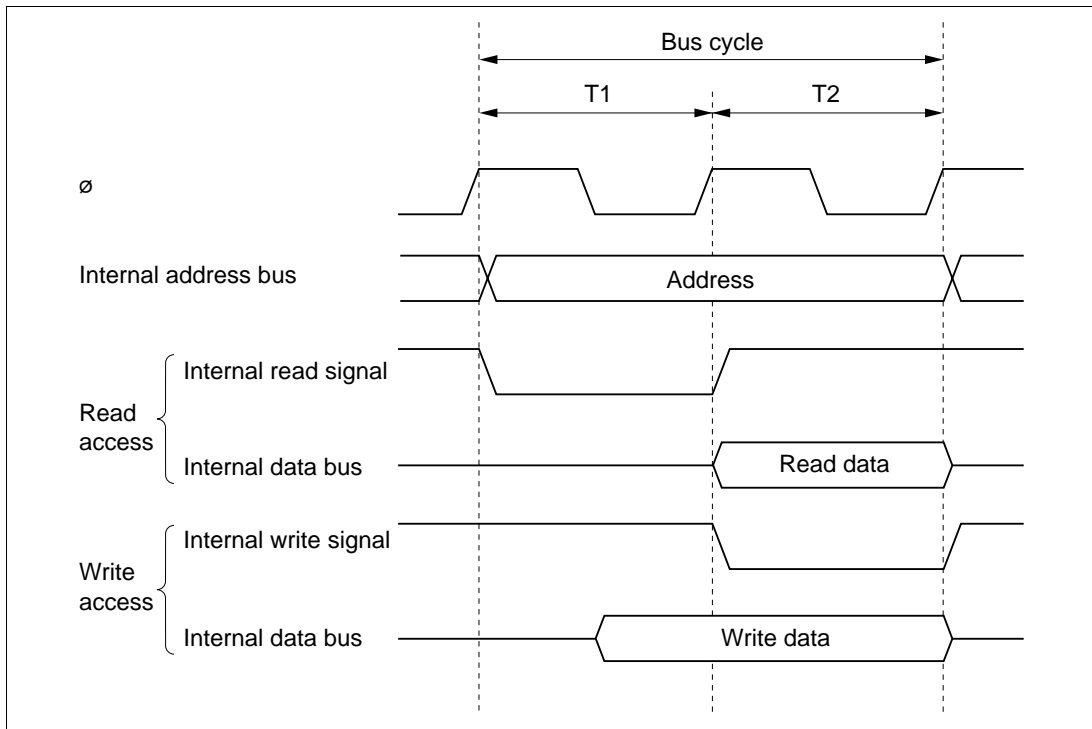 Bus cycle
T1
T2
ø
Internal address bus
Address
Read
access
Internal read signal
Internal data bus
Read data
Write
access
Internal write signal
Internal data bus
Write data